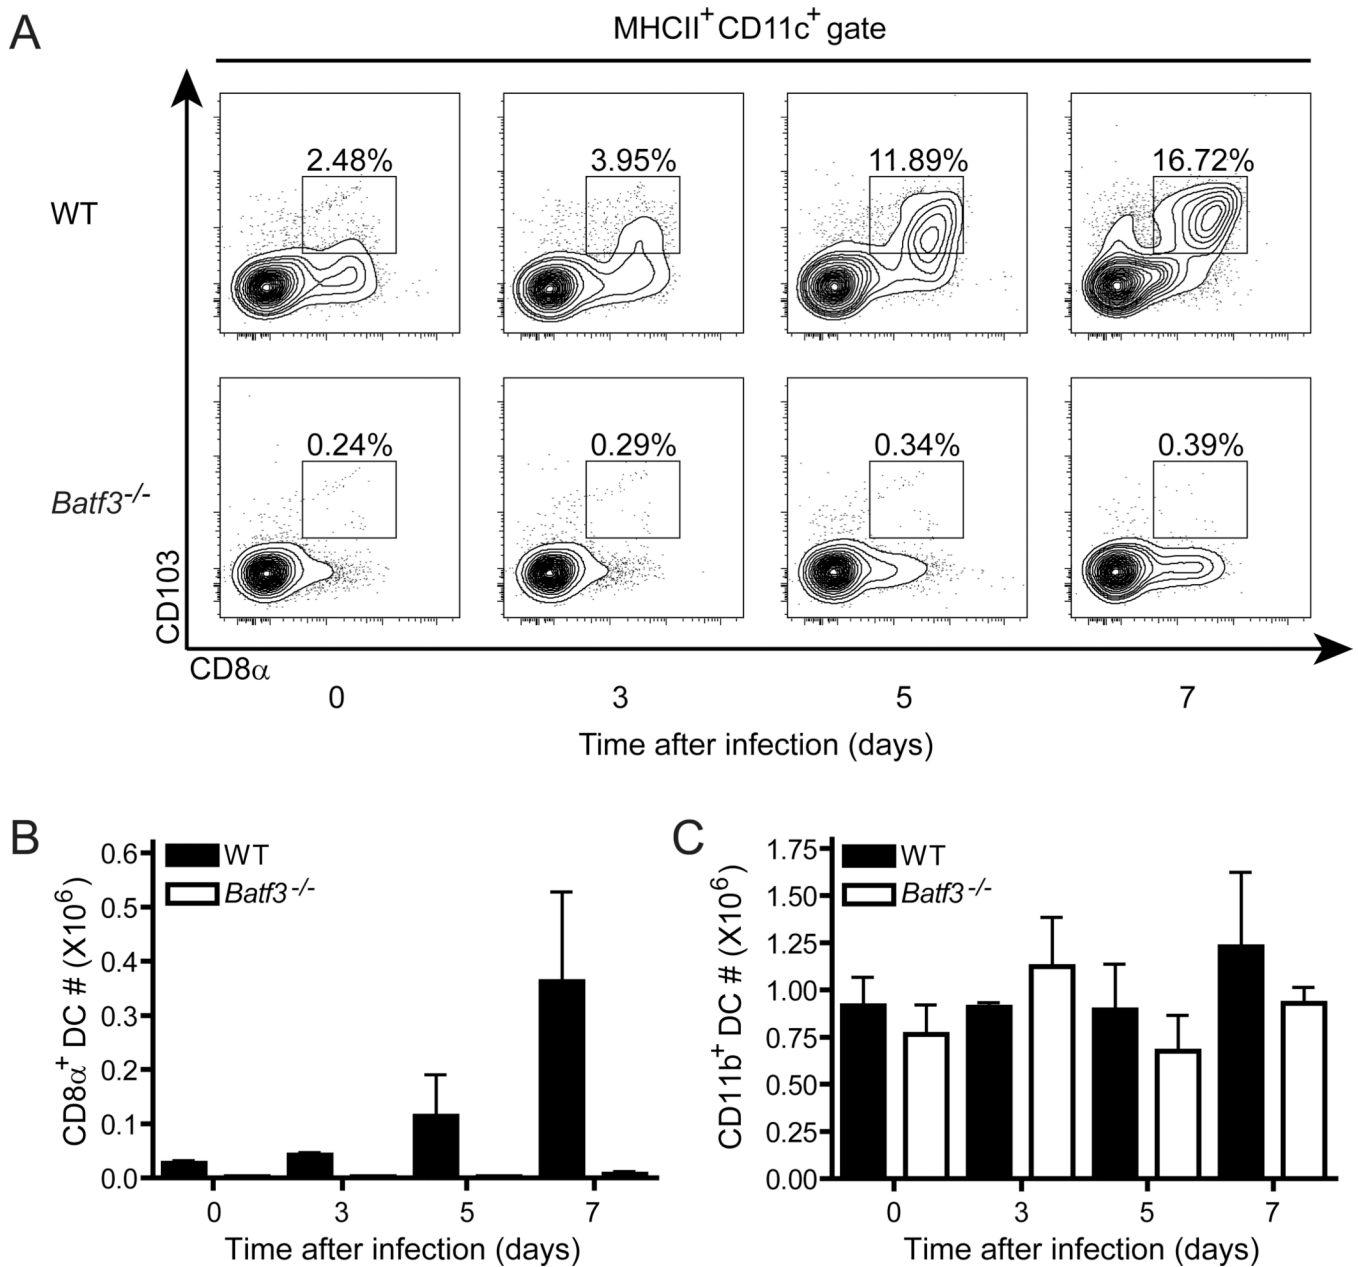 A
MHCII⁺ CD11c⁺ gate
WT
2.48%
3.95%
11.89%
16.72%
Batf3⁻/⁻
0.24%
0.29%
0.34%
0.39%
CD103
CD8α
0 3 5 7
Time after infection (days)
B
CD8α⁺ DC # (X10⁶)
0.6
0.5
0.4
0.3
0.2
0.1
0.0
WT
Batf3⁻/⁻
0 3 5 7
Time after infection (days)
C
CD11b⁺ DC # (X10⁶)
1.75
1.50
1.25
1.00
0.75
0.50
0.25
0.00
WT
Batf3⁻/⁻
0 3 5 7
Time after infection (days)